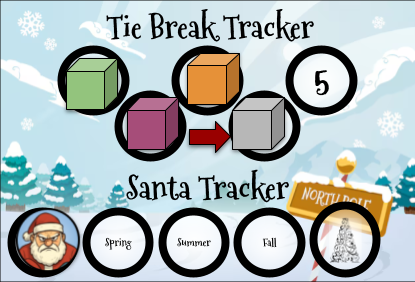 Tie Break Tracker
5
Santa Tracker
NORTH POLE
Spring
Summer
Fall